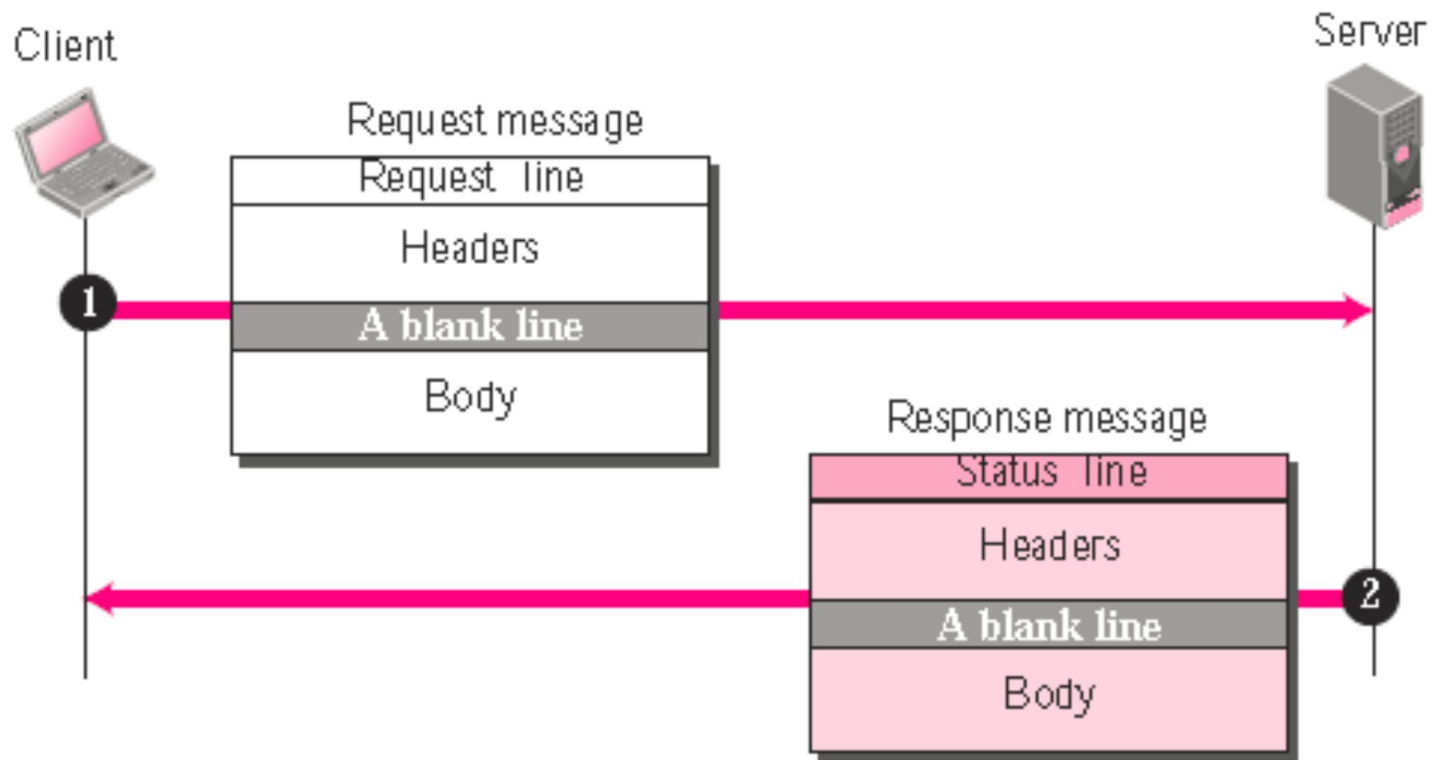 Client
Server
Request message
Request line
Headers
1
A blank line
Body
Response message
Status line
Headers
2
A blank line
Body